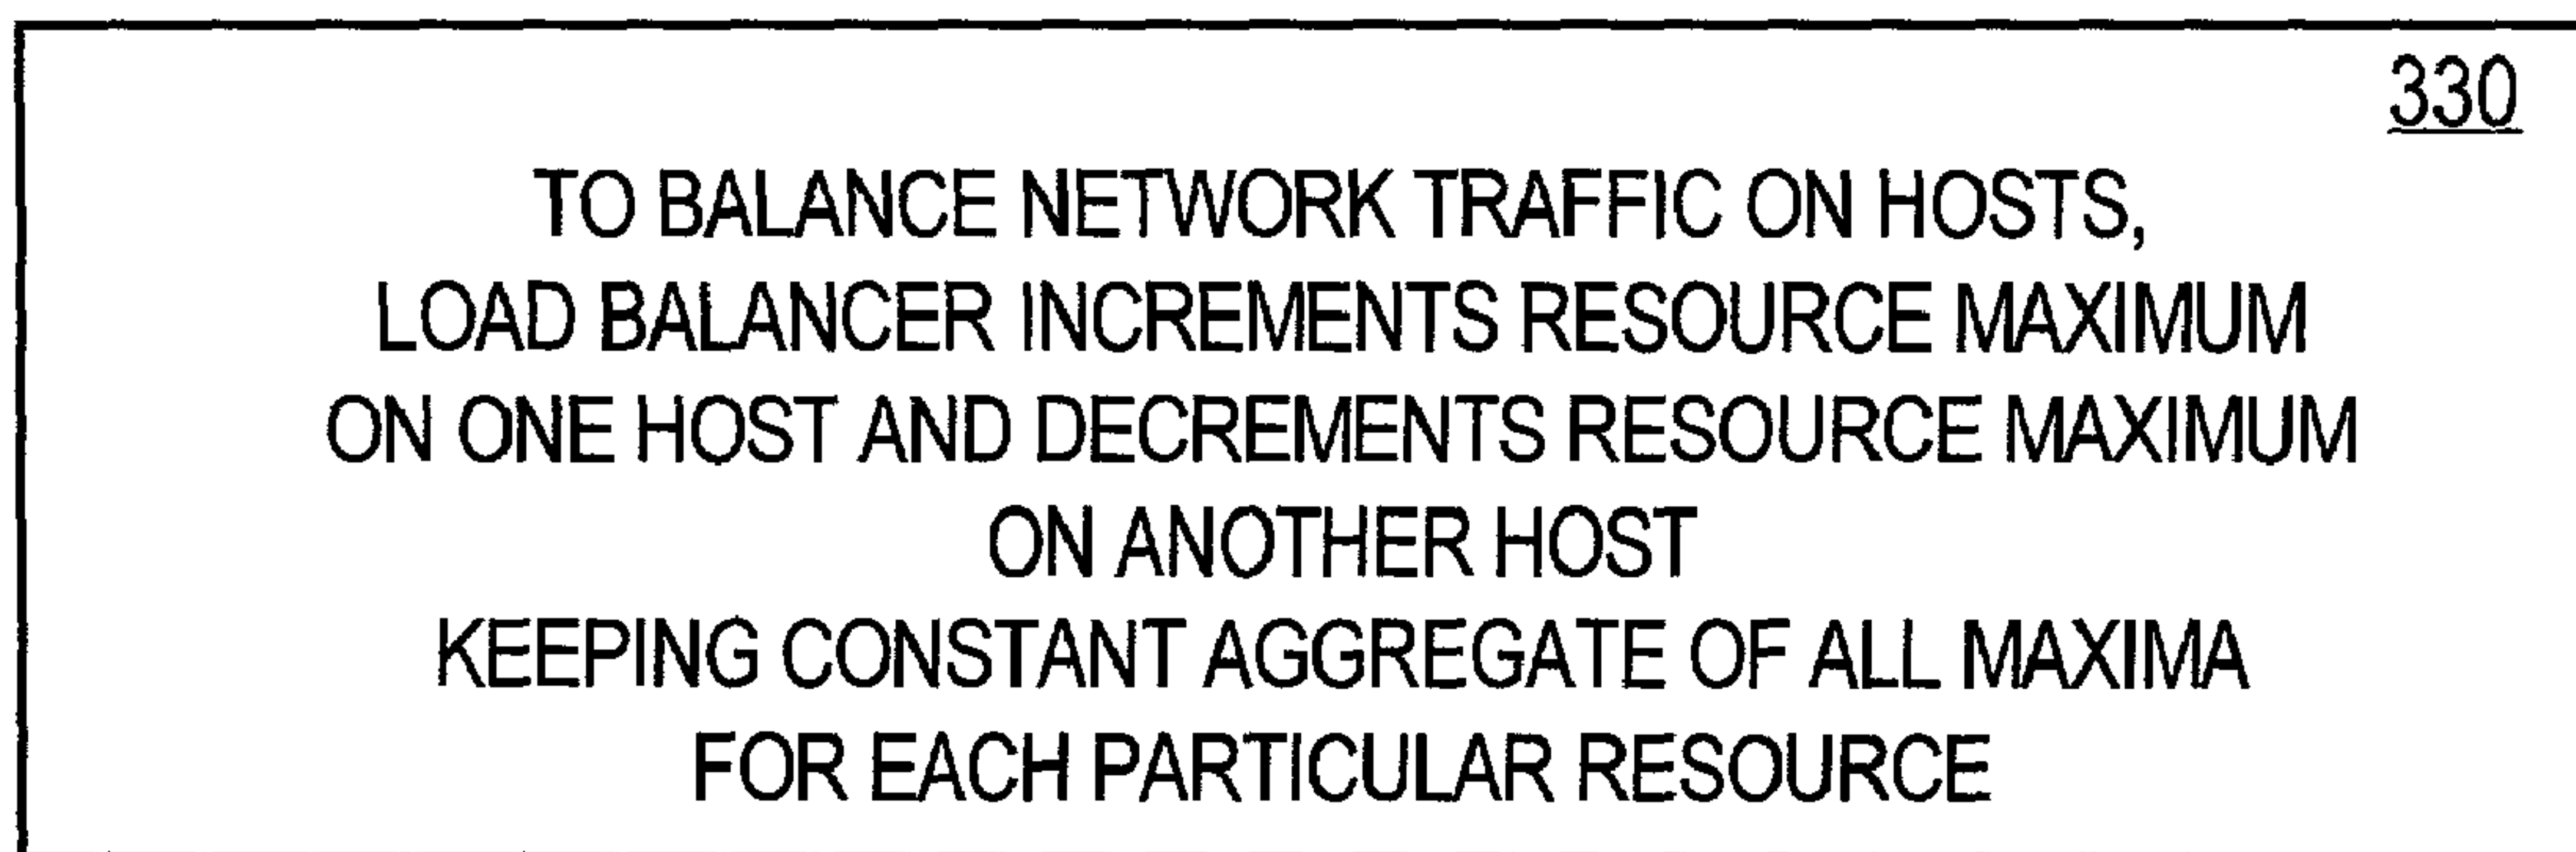 330
TO BALANCE NETWORK TRAFFIC ON HOSTS,
LOAD BALANCER INCREMENTS RESOURCE MAXIMUM
ON ONE HOST AND DECREMENTS RESOURCE MAXIMUM
ON ANOTHER HOST
KEEPING CONSTANT AGGREGATE OF ALL MAXIMA
FOR EACH PARTICULAR RESOURCE